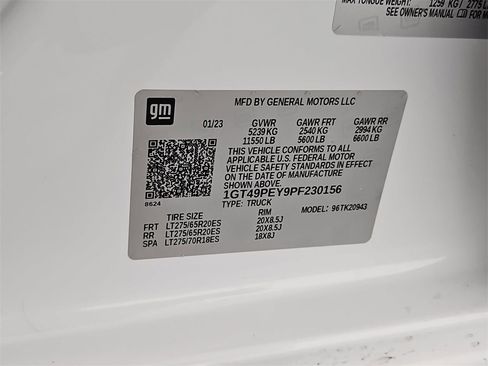 MAX TONGUE WEIGHT: 1259 KG / 2775 L
SEE OWNER'S MANUAL FOR M
gm
MFD BY GENERAL MOTORS LLC
01/23 GVWR GAWR FRT GAWR RR
5239 KG 2540 KG 2994 KG
11550 LB 5600 LB 6600 LB
THIS VEHICLE CONFORMS TO ALL
APPLICABLE U.S. FEDERAL MOTOR
VEHICLE SAFETY STANDARDS IN
EFFECT ON THE DATE OF
MANUFACTURE SHOWN ABOVE.
1GT49PEY9PF230156
8624
TYPE: TRUCK
TIRE SIZE RIM MODEL: 96TK20943
FRT LT275/65R20ES 20X8.5J
RR LT275/65R20ES 20X8.5J
SPA LT275/70R18ES 18X8J